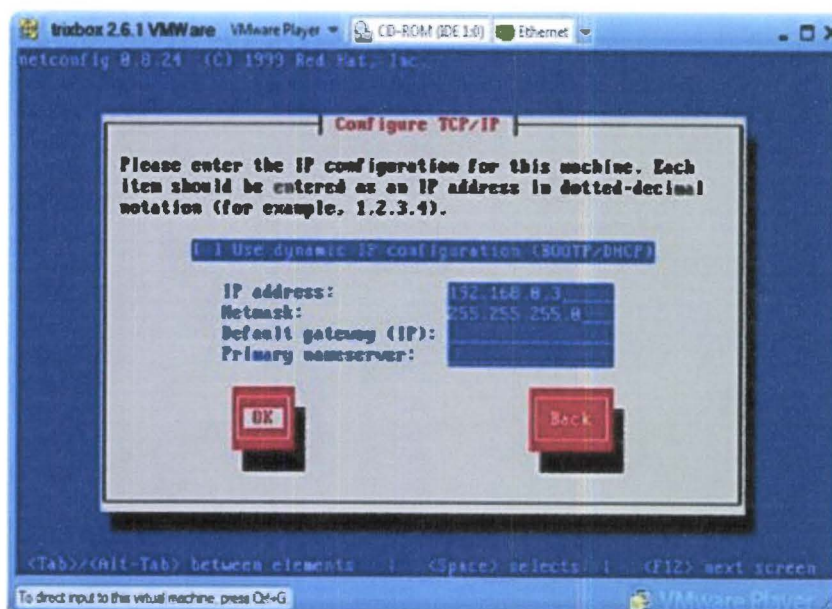 trixbox 2.6.1 VMWare VMware Player CD-ROM (IDE 1:0) Ethernet
netconfig 0.8.24 (C) 1999 Red Hat, Inc.
Configure TCP/IP
Please enter the IP configuration for this machine. Each
item should be entered as an IP address in dotted-decimal
notation (for example, 1.2.3.4).
[ ] Use dynamic IP configuration (BOOTP/DHCP)
IP address: 192.168.0.3
Netmask: 255.255.255.0
Default gateway (IP):
Primary nameserver:
OK Back
<Tab>/<Alt-Tab> between elements | <Space> selects | <F12> next screen
To direct input to this virtual machine, press Ctrl+G. VMware Player